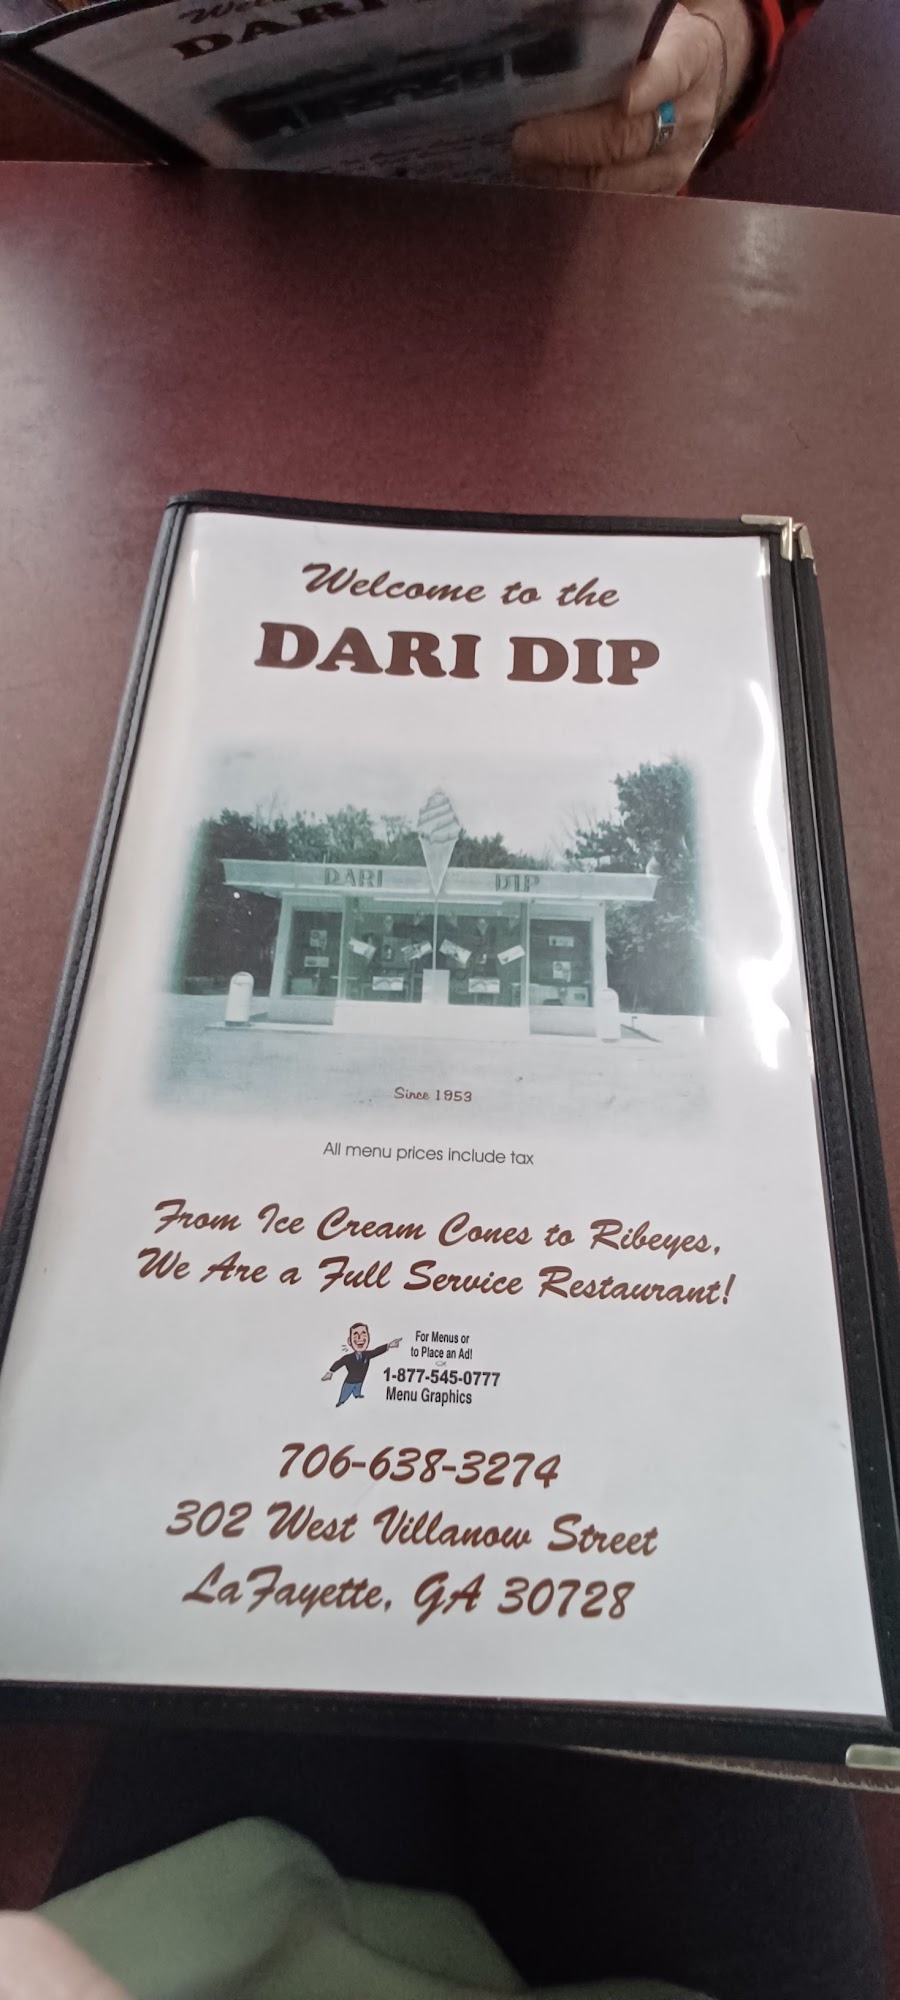 DARI
Welcome to the
DARI DIP
DARI DIP
Since 1953
All menu prices include tax
From Ice Cream Cones to Ribeyes,
We Are a Full Service Restaurant!
For Menus or
to Place an Ad!
1-877-545-0777
Menu Graphics
706-638-3274
302 West Villanow Street
LaFayette, GA 30728